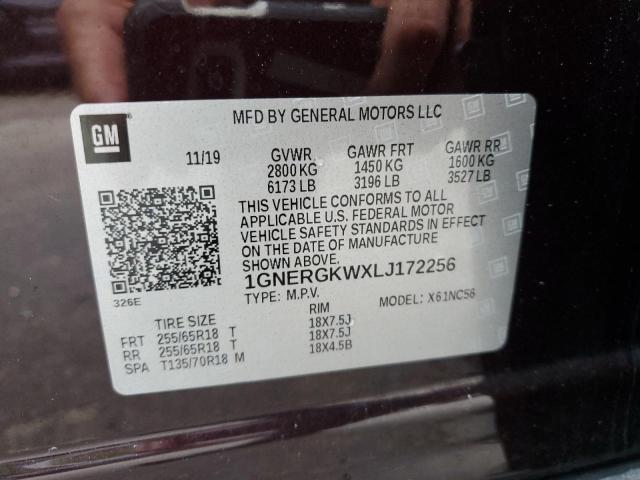 GM
MFD BY GENERAL MOTORS LLC
11/19 GVWR GAWR FRT GAWR RR
2800 KG 1450 KG 1600 KG
6173 LB 3196 LB 3527 LB
THIS VEHICLE CONFORMS TO ALL
APPLICABLE U.S. FEDERAL MOTOR
VEHICLE SAFETY STANDARDS IN EFFECT
ON THE DATE OF MANUFACTURE
SHOWN ABOVE.
326E
1GNERGKWXLJ172256
TYPE: M.P.V. MODEL: X61NC56
TIRE SIZE RIM
FRT 255/65R18 T 18X7.5J
RR 255/65R18 T 18X7.5J
SPA T135/70R18 M 18X4.5B